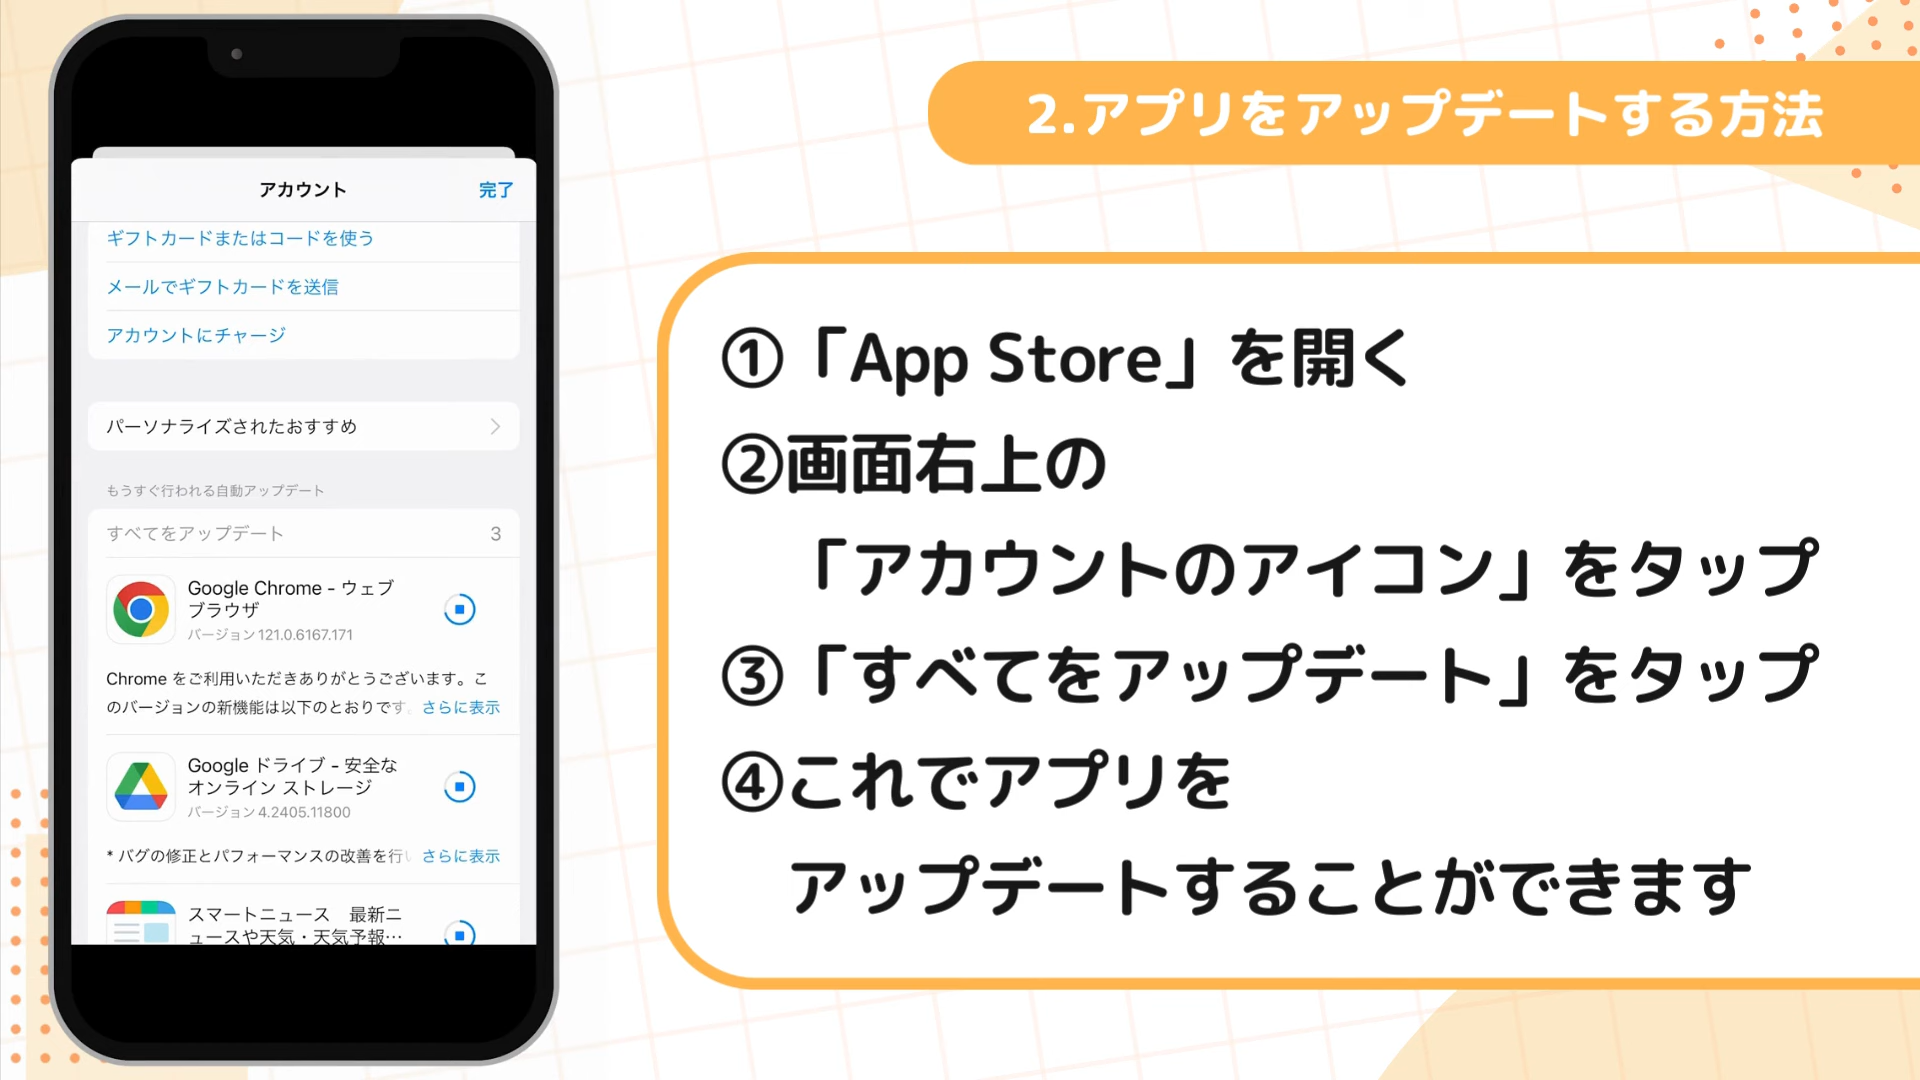 アカウント
完了
ギフトカードまたはコードを使う
メールでギフトカードを送信
アカウントにチャージ
パーソナライズされたおすすめ
もうすぐ行われる自動アップデート
すべてをアップデート 3
Google Chrome - ウェブ
ブラウザ
バージョン 121.0.6167.171
Chrome をご利用いただきありがとうございます。こ
のバージョンの新機能は以下のとおりです。 さらに表示
Google ドライブ - 安全な
オンライン ストレージ
バージョン 4.2405.11800
* バグの修正とパフォーマンスの改善を行い さらに表示
スマートニュース 最新ニ
ュースや天気・天気予報…
2.アプリをアップデートする方法
①「App Store」を開く
②画面右上の
「アカウントのアイコン」をタップ
③「すべてをアップデート」をタップ
④これでアプリを
アップデートすることができます